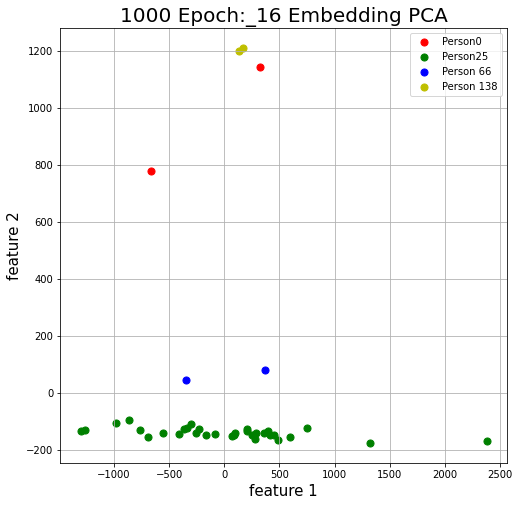 1000 Epoch:_16 Embedding PCA
Person0
Person25
Person 66
Person 138
feature 2
1200
1000
800
600
400
200
0
−200
−1000
−500
0
500
1000
1500
2000
2500
feature 1